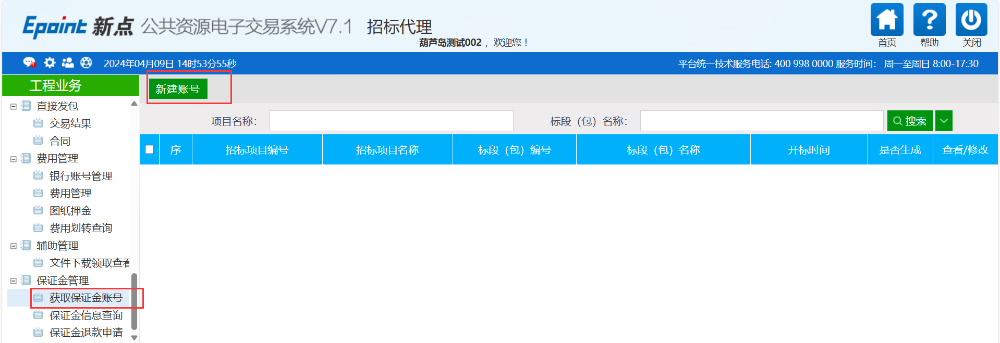 Epoint 新点 公共资源电子交易系统V7.1 招标代理
葫芦岛测试002 ，欢迎您！
首页 帮助 关闭
2024年04月09日 14时53分55秒
平台统一技术服务电话: 400 998 0000 服务时间： 周一至周日 8:00-17:30
工程业务
新建账号
项目名称：
标段（包）名称：
搜索
序 招标项目编号 招标项目名称 标段（包）编号 标段（包）名称 开标时间 是否生成 查看/修改
直接发包
交易结果
合同
费用管理
银行账号管理
费用管理
图纸押金
费用划转查询
辅助管理
文件下载领取查看
保证金管理
获取保证金账号
保证金信息查询
保证金退款申请